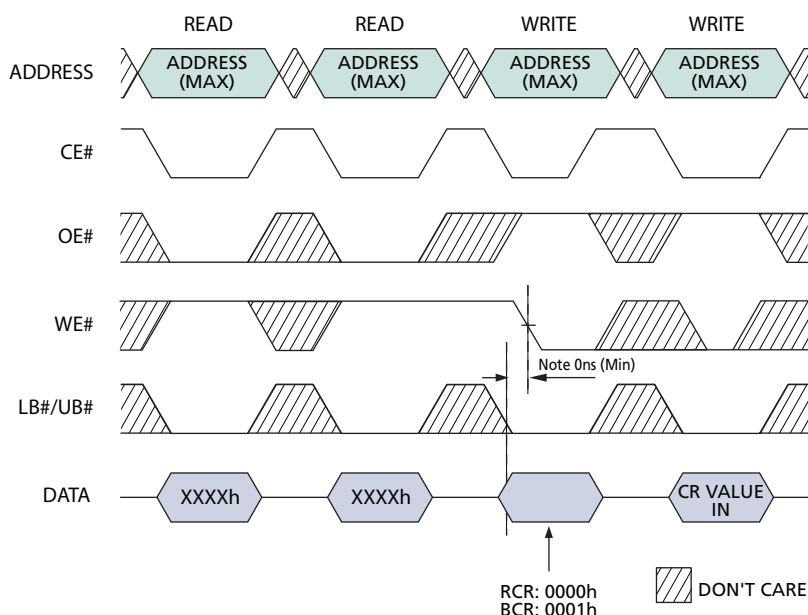 READ READ WRITE WRITE
ADDRESS ADDRESS (MAX) ADDRESS (MAX) ADDRESS (MAX) ADDRESS (MAX)
CE#
OE#
WE#
Note 0ns (Min)
LB#/UB#
DATA XXXXh XXXXh CR VALUE IN
RCR: 0000h
BCR: 0001h
DON'T CARE